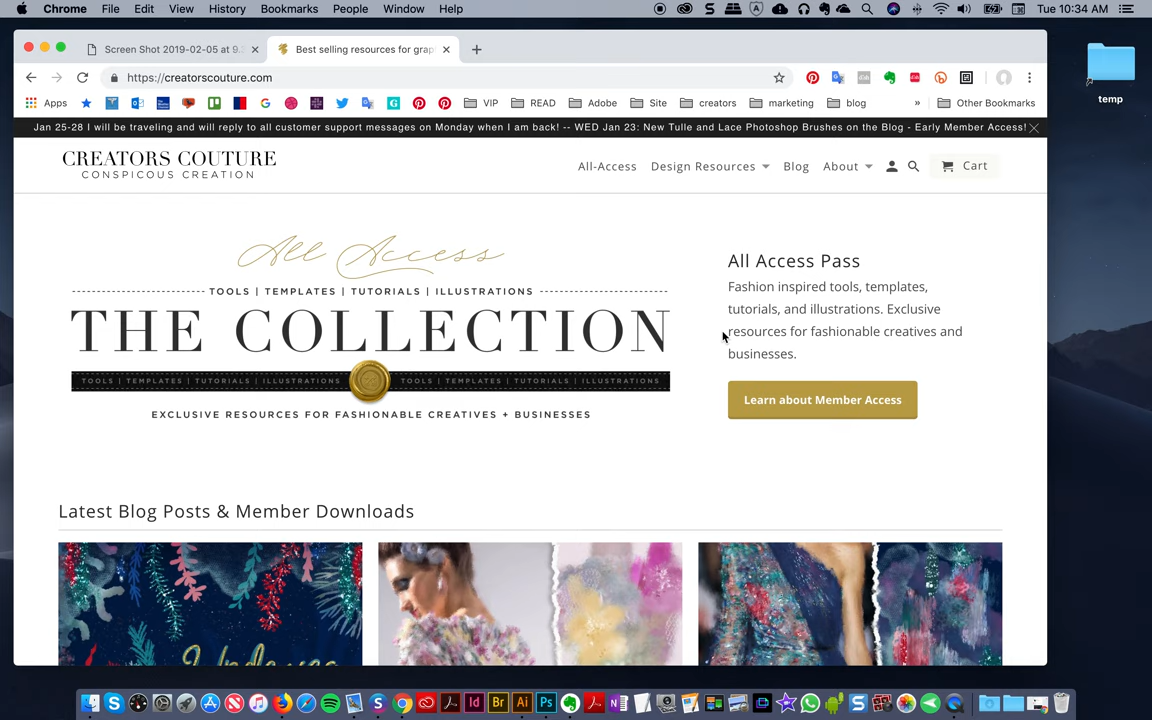 Chrome File Edit View History Bookmarks People Window Help Tue 10:34 AM
Screen Shot 2019-02-05 at 9. Best selling resources for grap
https://creatorscouture.com
Apps VIP READ Adobe Site creators marketing blog » Other Bookmarks
temp
Jan 25-28 I will be traveling and will reply to all customer support messages on Monday when I am back! -- WED Jan 23: New Tulle and Lace Photoshop Brushes on the Blog - Early Member Access!
CREATORS COUTURE
CONSPICOUS CREATION
All-Access Design Resources Blog About Cart
All Access
TOOLS | TEMPLATES | TUTORIALS | ILLUSTRATIONS
THE COLLECTION
TOOLS | TEMPLATES | TUTORIALS | ILLUSTRATIONS TOOLS | TEMPLATES | TUTORIALS | ILLUSTRATIONS
EXCLUSIVE RESOURCES FOR FASHIONABLE CREATIVES + BUSINESSES
All Access Pass
Fashion inspired tools, templates,
tutorials, and illustrations. Exclusive
resources for fashionable creatives and
businesses.
Learn about Member Access
Latest Blog Posts & Member Downloads